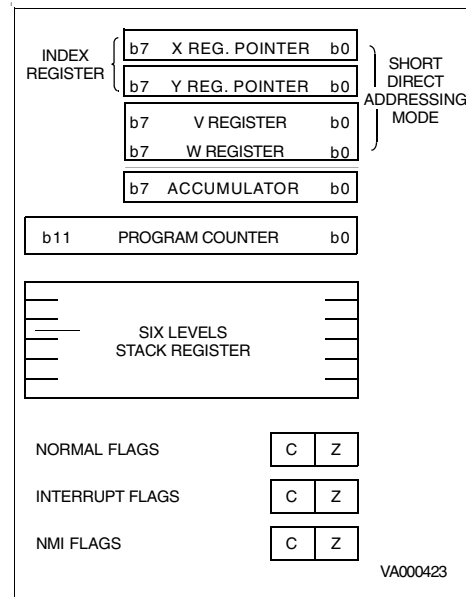 INDEX
REGISTER
b7 X REG. POINTER b0
b7 Y REG. POINTER b0
b7 V REGISTER b0
b7 W REGISTER b0
SHORT
DIRECT
ADDRESSING
MODE
b7 ACCUMULATOR b0
b11 PROGRAM COUNTER b0
SIX LEVELS
STACK REGISTER
NORMAL FLAGS C Z
INTERRUPT FLAGS C Z
NMI FLAGS C Z
VA000423